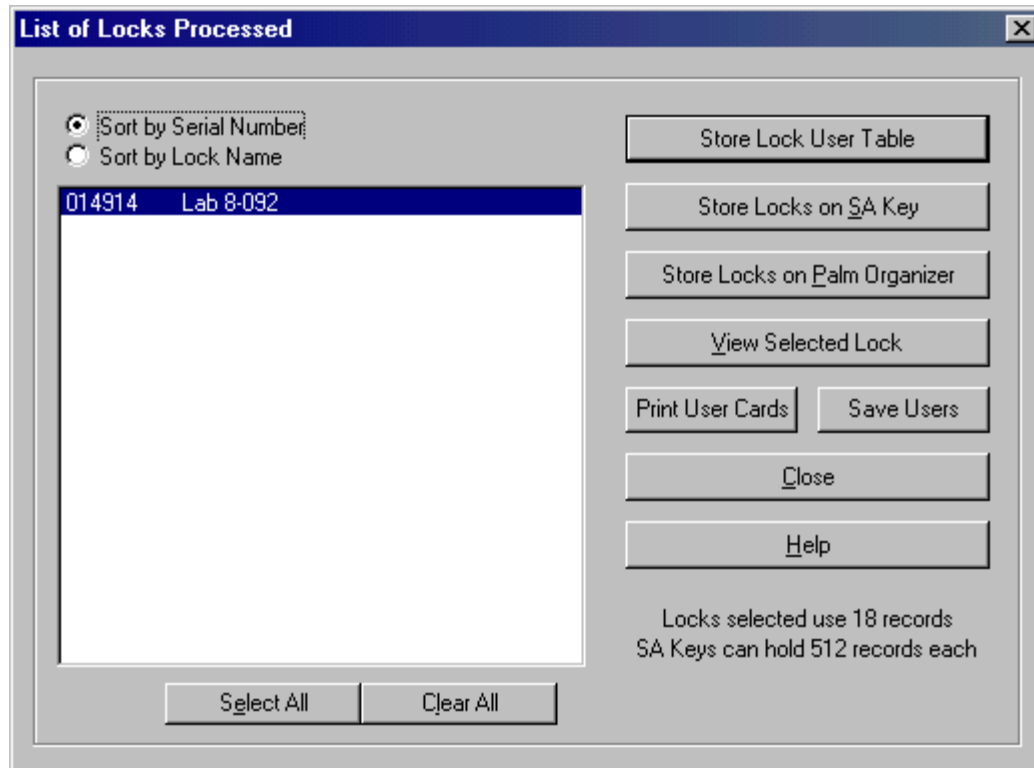 List of Locks Processed
Sort by Serial Number
Sort by Lock Name
014914 Lab 8-092
Store Lock User Table
Store Locks on SA Key
Store Locks on Palm Organizer
View Selected Lock
Print User Cards
Save Users
Close
Help
Locks selected use 18 records
SA Keys can hold 512 records each
Select All
Clear All